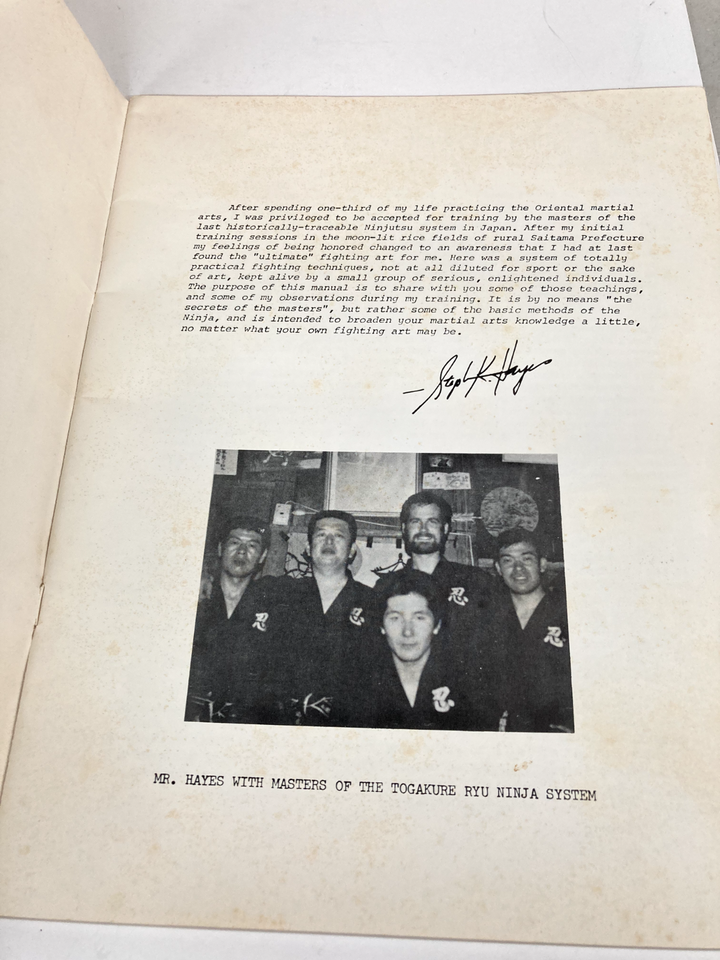 After spending one-third of my life practicing the Oriental martial
arts, I was privileged to be accepted for training by the masters of the
last historically-traceable Ninjutsu system in Japan. After my initial
training sessions in the moon-lit rice fields of rural Saitama Prefecture
my feelings of being honored changed to an awareness that I had at last
found the "ultimate" fighting art for me. Here was a system of totally
practical fighting techniques, not at all diluted for sport or the sake
of art, kept alive by a small group of serious, enlightened individuals.
The purpose of this manual is to share with you some of those teachings,
and some of my observations during my training. It is by no means "the
secrets of the masters", but rather some of the basic methods of the
Ninja, and is intended to broaden your martial arts knowledge a little,
no matter what your own fighting art may be.
— Steph K. Hayes
忍
忍
忍
忍
忍
MR. HAYES WITH MASTERS OF THE TOGAKURE RYU NINJA SYSTEM